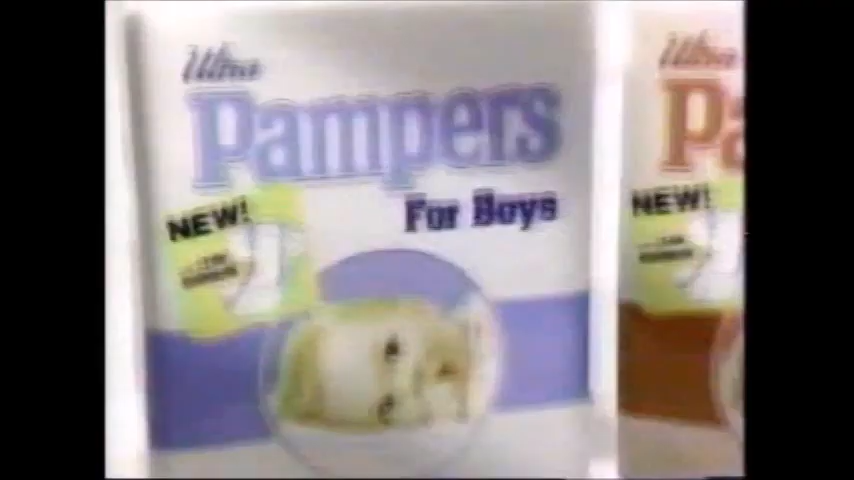 Ultra
Pampers
For Boys
NEW!
Ultra
Pa
NEW!